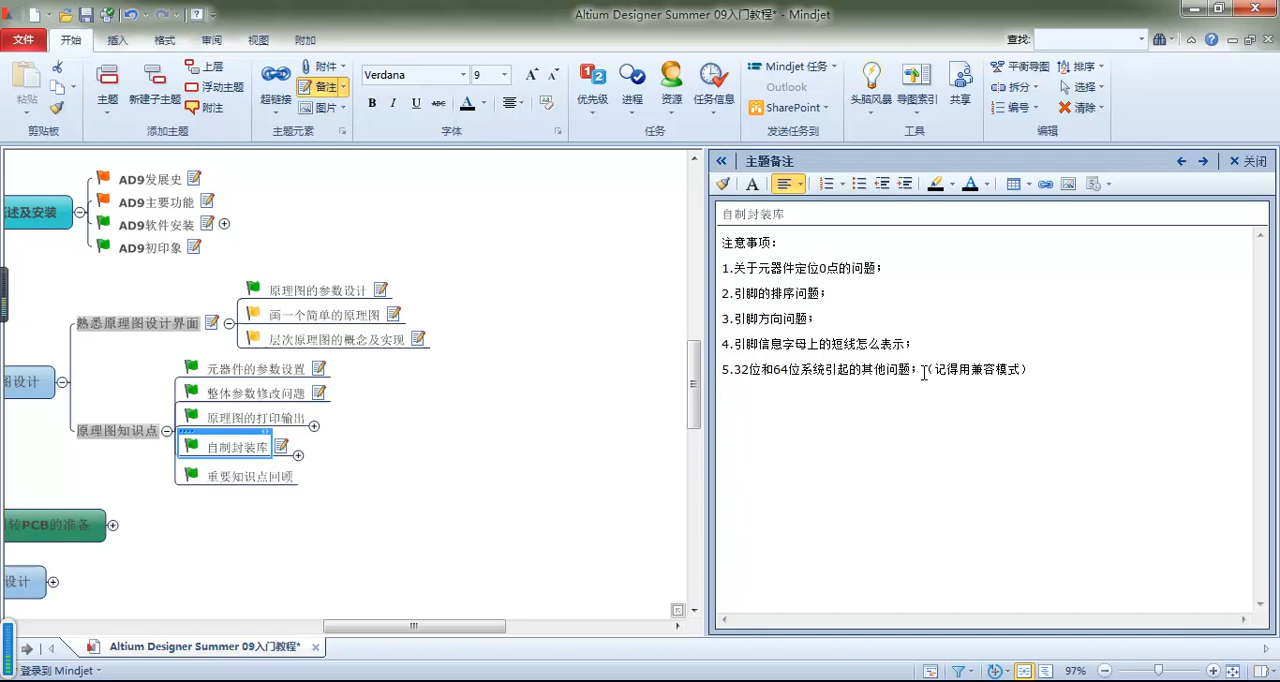 Altium Designer Summer 09入门教程* - Mindjet
文件 开始 插入 格式 审阅 视图 附加 查找:
粘贴 剪贴板
主题 新建子主题 上层 浮动主题 附注 添加主题
超链接 附件 备注 图片 主题元素
Verdana 9 B I U ABC A 字体
优先级 进程 资源 任务信息 任务
Mindjet 任务 Outlook SharePoint 发送任务到
头脑风暴 导图索引 共享 工具
平衡导图 排序 拆分 选择 编号 清除 编辑
述及安装
AD9发展史
AD9主要功能
AD9软件安装
AD9初印象
图设计
熟悉原理图设计界面
原理图的参数设计
画一个简单的原理图
层次原理图的概念及实现
原理图知识点
元器件的参数设置
整体参数修改问题
原理图的打印输出
自制封装库
重要知识点回顾
转PCB的准备
设计
主题备注 关闭
自制封装库
注意事项:
1.关于元器件定位0点的问题;
2.引脚的排序问题;
3.引脚方向问题;
4.引脚信息字母上的短线怎么表示;
5.32位和64位系统引起的其他问题;（记得用兼容模式）
Altium Designer Summer 09入门教程*
登录到 Mindjet
97%